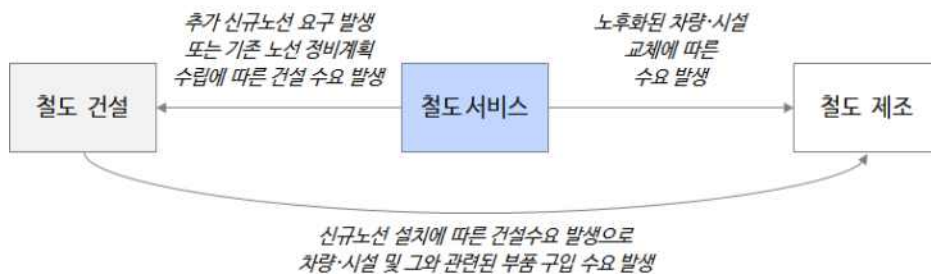 추가 신규노선 요구 발생
또는 기존 노선 정비계획
수립에 따른 건설 수요 발생
노후화된 차량·시설
교체에 따른
수요 발생
철도 건설
철도 서비스
철도 제조
신규노선 설치에 따른 건설수요 발생으로
차량·시설 및 그와 관련된 부품 구입 수요 발생